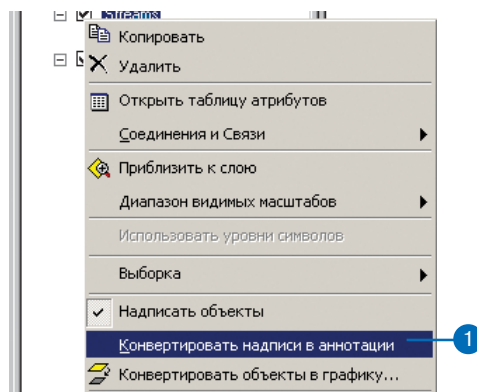 Streams
Копировать
Удалить
Открыть таблицу атрибутов
Соединения и Связи
Приблизить к слою
Диапазон видимых масштабов
Использовать уровни символов
Выборка
Надписать объекты
Конвертировать надписи в аннотации
1
Конвертировать объекты в графику...